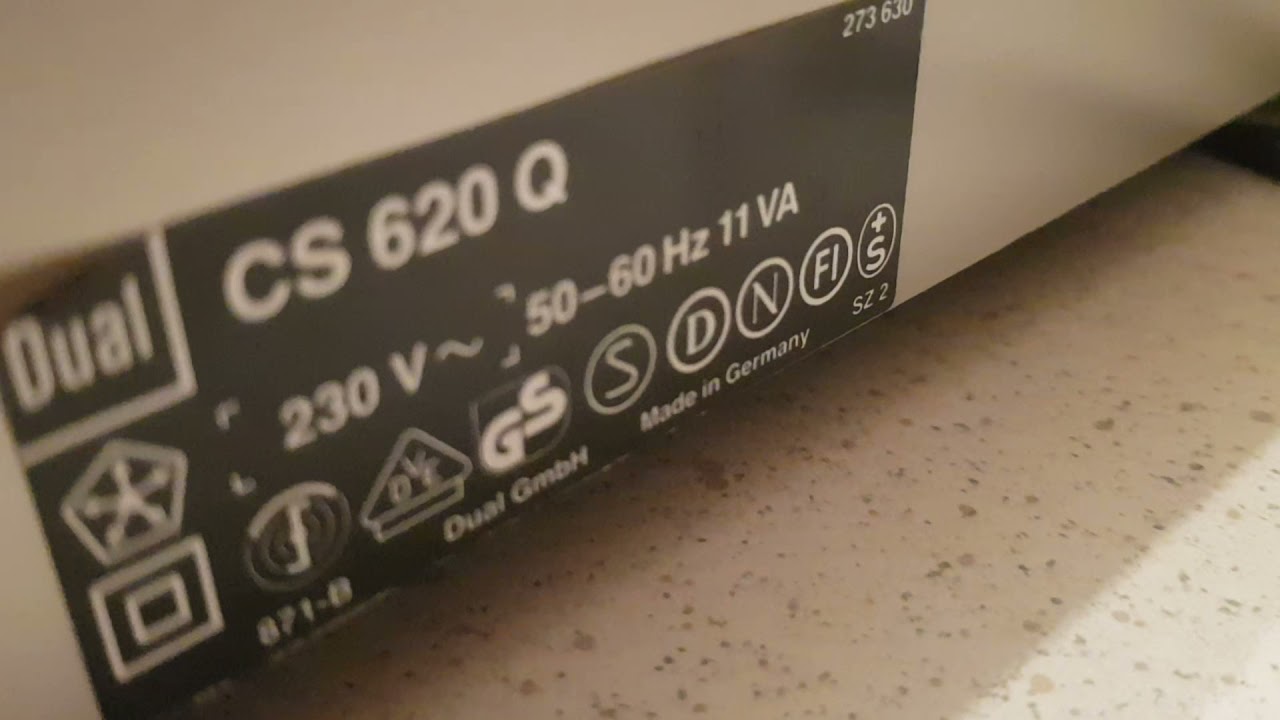 273 630
Dual
CS 620 Q
230 V~ 50–60 Hz 11 VA
DVE GS S D N FI +S
871-B
Dual GmbH Made in Germany SZ 2